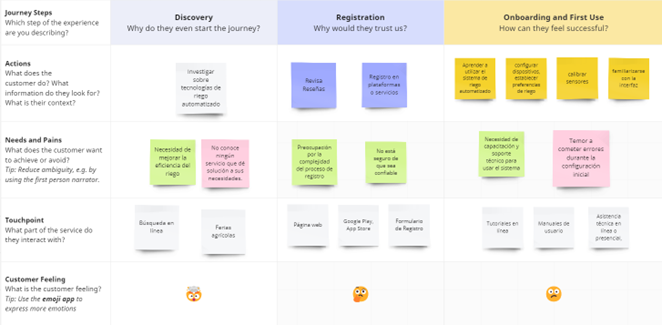 Journey Steps
Which step of the experience
are you describing?
Discovery
Why do they even start the journey?
Registration
Why would they trust us?
Onboarding and First Use
How can they feel successful?
Actions
What does the
customer do? What
information do they look for?
What is their context?
Investigar
sobre
tecnologías de
riego
automatizado
Revisa
Reseñas
Registro en
plataformas
o servicios
Aprender a
utilizar el
sistema de
riego
automatizado
configurar
dispositivos,
establecer
preferencias
de riego
calibrar
sensores
familiarizarse
con la
interfaz
Needs and Pains
What does the customer want
to achieve or avoid?
Tip: Reduce ambiguity, e.g. by
using the first person narrator.
Necesidad de
mejorar la
eficiencia del
riego
No conoce
ningún
servicio que dé
solución a sus
necesidades.
Preocupación
por la
complejidad
del proceso de
registro
No está
seguro de
que sea
confiable
Necesidad de
capacitación y
soporte
técnico para
usar el sistema
Temor a
cometer errores
durante la
configuración
inicial
Touchpoint
What part of the service do
they interact with?
Búsqueda en
línea
Ferias
agrícolas
Página web
Google Play,
App Store
Formulario
de Registro
Tutoriales en
línea
Manuales de
usuario
Asistencia
técnica en
línea o
presencial.
Customer Feeling
What is the customer feeling?
Tip: Use the emoji app to
express more emotions